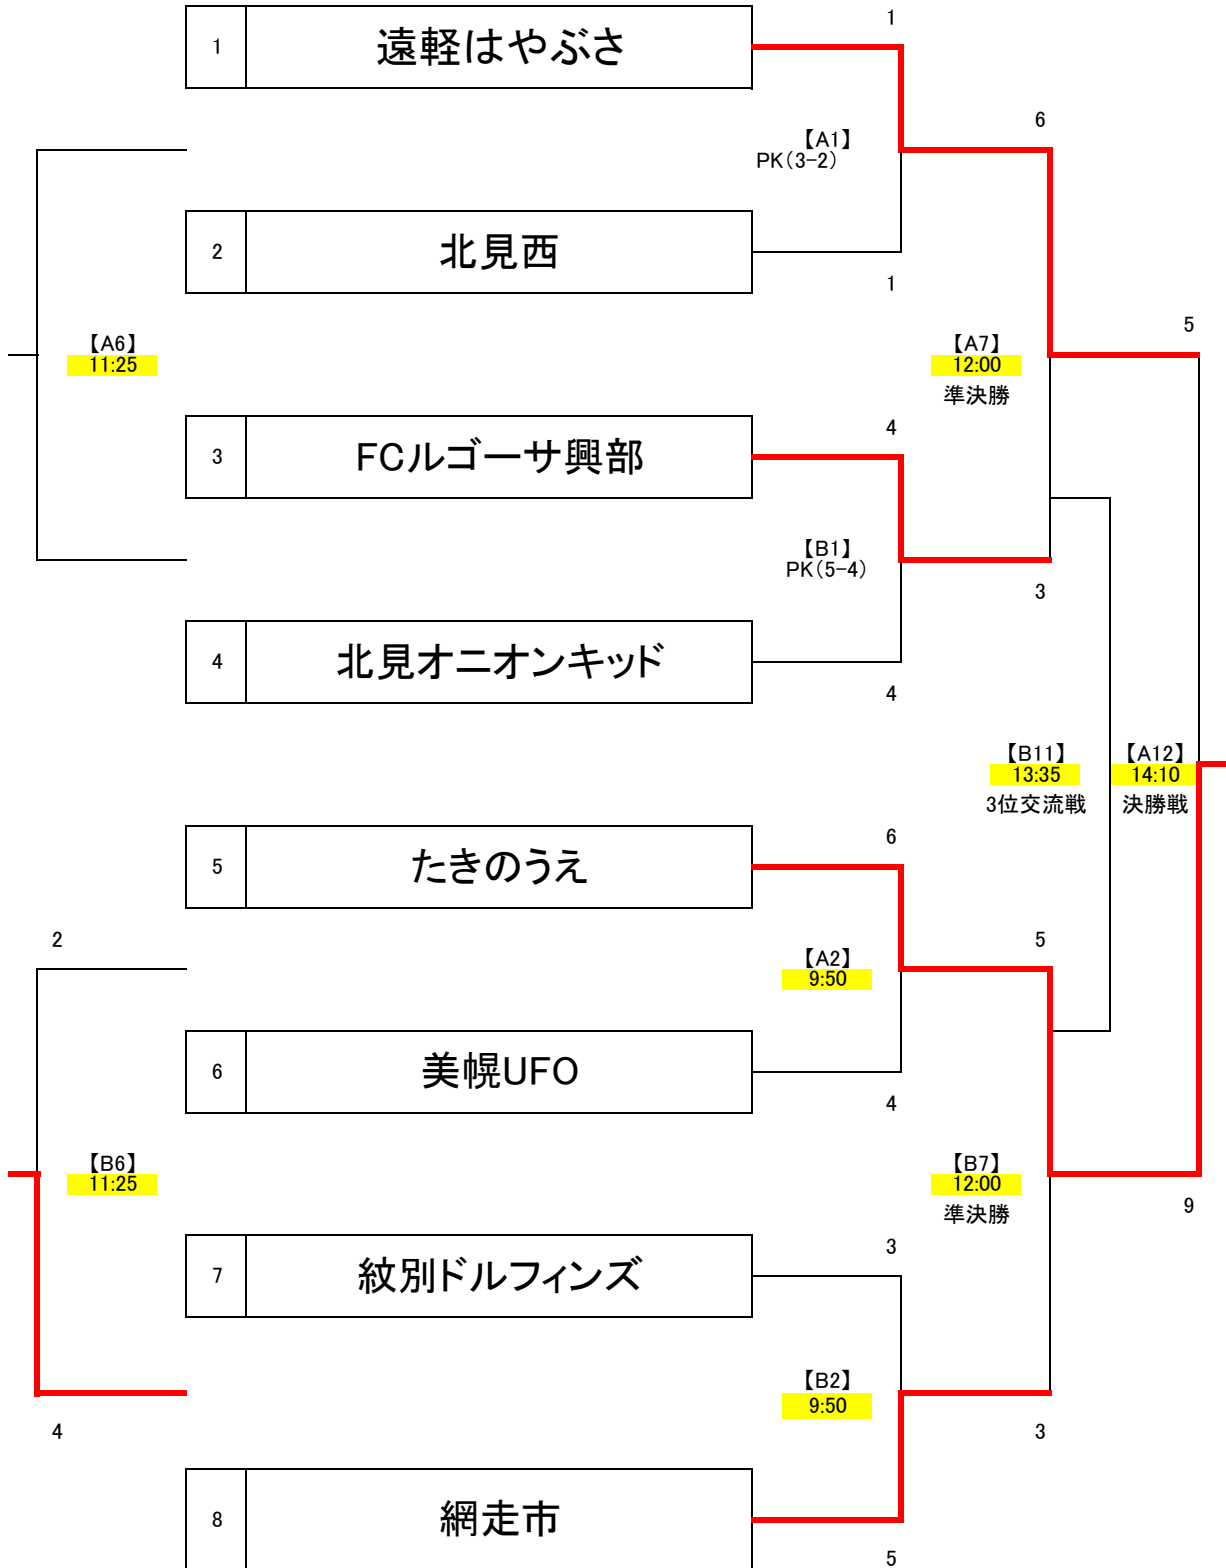 1
1 遠軽はやぶさ
6
【A1】
PK(3-2)
2 北見西
1
5
【A6】
11:25
【A7】
12:00
準決勝
4
3 FCルゴーサ興部
【B1】
PK(5-4)
3
4 北見オニオンキッド
4
【B11】
13:35
3位交流戦
【A12】
14:10
決勝戦
6
5 たきのうえ
2
5
【A2】
9:50
6 美幌UFO
4
【B6】
11:25
【B7】
12:00
準決勝
9
3
7 紋別ドルフィンズ
【B2】
9:50
4
3
8 網走市
5